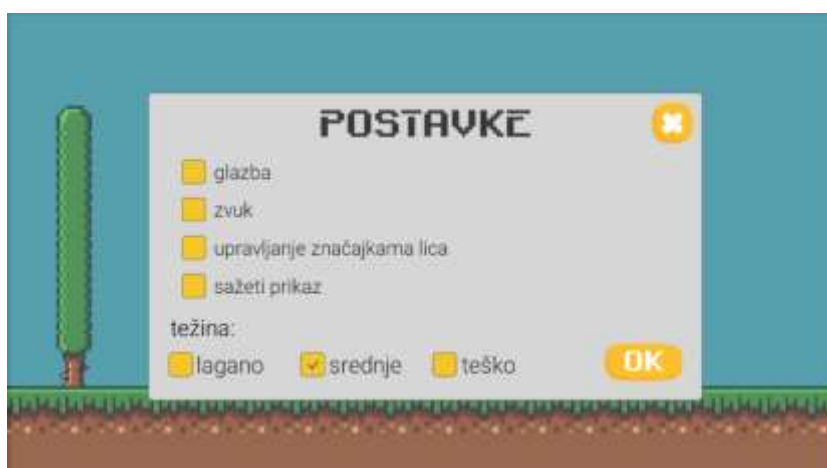 POSTAVKE
glazba
zvuk
upravljanje značajkama lica
sažeti prikaz
težina:
lagano srednje teško
OK